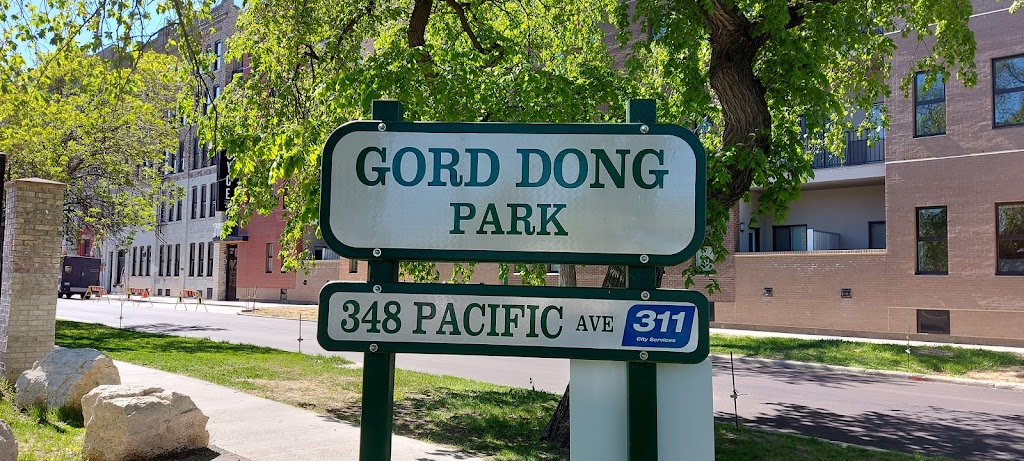 GORD DONG
PARK
348 PACIFIC AVE 311
City Services